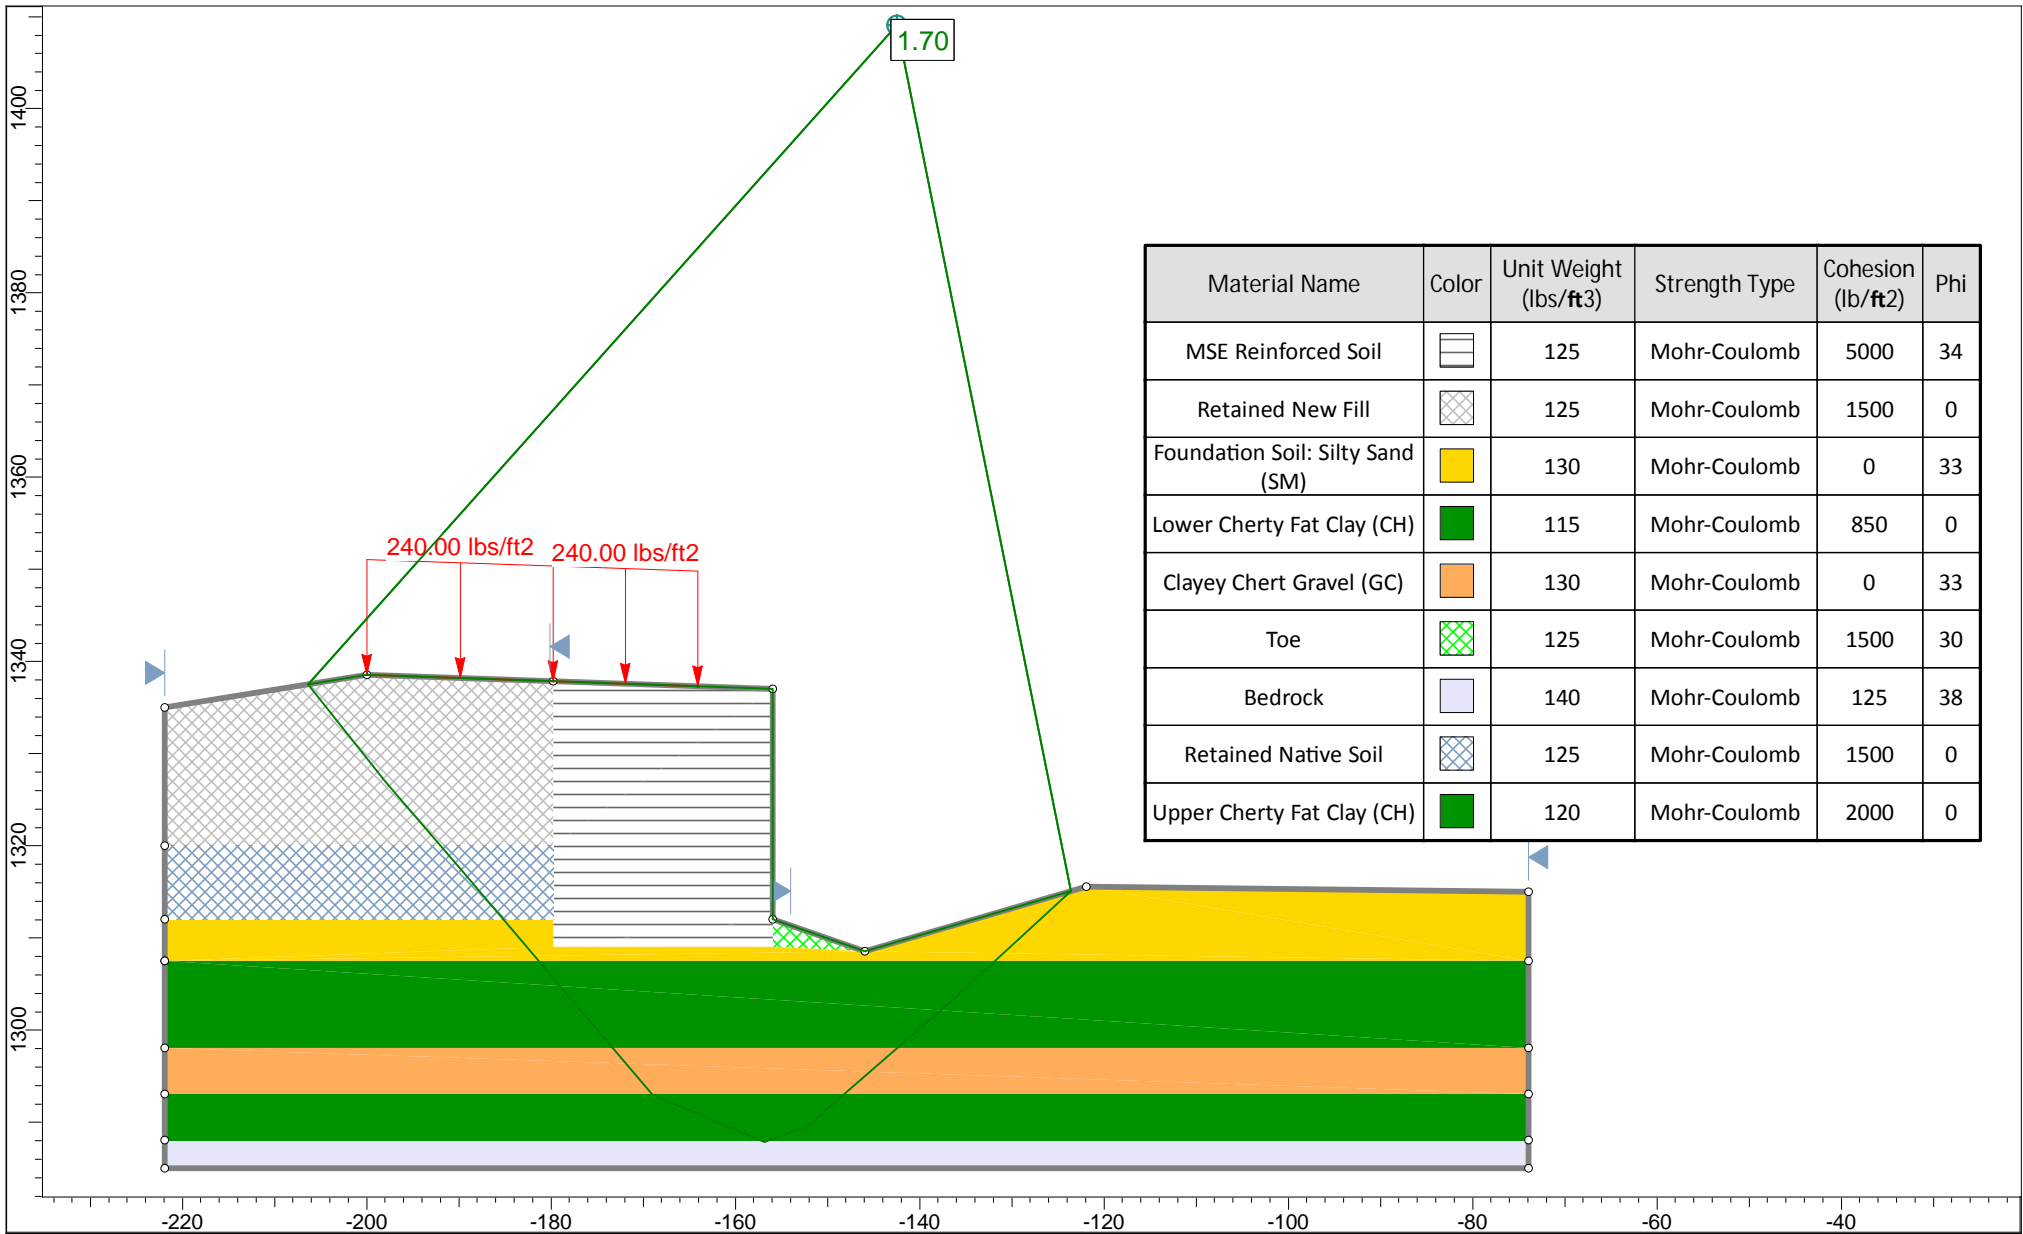 1.70
1400
1380
1360
1340
1320
1300
240.00 lbs/ft2 240.00 lbs/ft2
Material Name Color Unit Weight (lbs/ft3) Strength Type Cohesion (lb/ft2) Phi
MSE Reinforced Soil 125 Mohr-Coulomb 5000 34
Retained New Fill 125 Mohr-Coulomb 1500 0
Foundation Soil: Silty Sand (SM) 130 Mohr-Coulomb 0 33
Lower Cherty Fat Clay (CH) 115 Mohr-Coulomb 850 0
Clayey Chert Gravel (GC) 130 Mohr-Coulomb 0 33
Toe 125 Mohr-Coulomb 1500 30
Bedrock 140 Mohr-Coulomb 125 38
Retained Native Soil 125 Mohr-Coulomb 1500 0
Upper Cherty Fat Clay (CH) 120 Mohr-Coulomb 2000 0
-220 -200 -180 -160 -140 -120 -100 -80 -60 -40